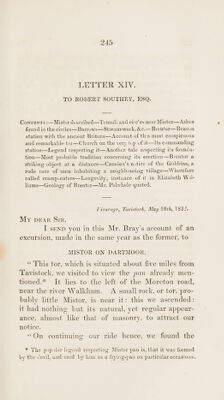 245
LETTER XIV.
TO ROBERT SOUTHEY, ESQ.
CONTENTS:—Mistor described—Tumuli and circles near Mistor—Ashes
found in the circles—Barrows—Stream-work, &c.—Brentor—Roman
station with the ancient Britons—Account of this most conspicuous
and remarkable tor—Church on the very top of it—Its commanding
station—Legend respecting it—Another tale respecting its founda-
tion—Most probable tradition concerning its erection—Brentor a
striking object at a distance—Camden's notice of the Gubbins, a
rude race of men inhabiting a neighbouring village—Wherefore
called cramp-eaters—Longevity, instance of it in Elizabeth Wil-
liams—Geology of Brentor—Mr. Polwhele quoted.
Vicarage, Tavistock, May 18th, 1832.
MY DEAR SIR,
I SEND you in this Mr. Bray's account of an
excursion, made in the same year as the former, to
MISTOR ON DARTMOOR.
"This tor, which is situated about five miles from
Tavistock, we visited to view the pan already men-
tioned.* It lies to the left of the Moreton road,
near the river Walkham. A small rock, or tor, pro-
bably little Mistor, is near it: this we ascended:
it had nothing but its natural, yet regular appear-
ance, almost like that of masonry, to attract our
notice.
"On continuing our ride hence, we found the
* The popular legend respecting Mistor pan is, that it was formed
by the devil, and used by him as a frying-pan on particular occasions.